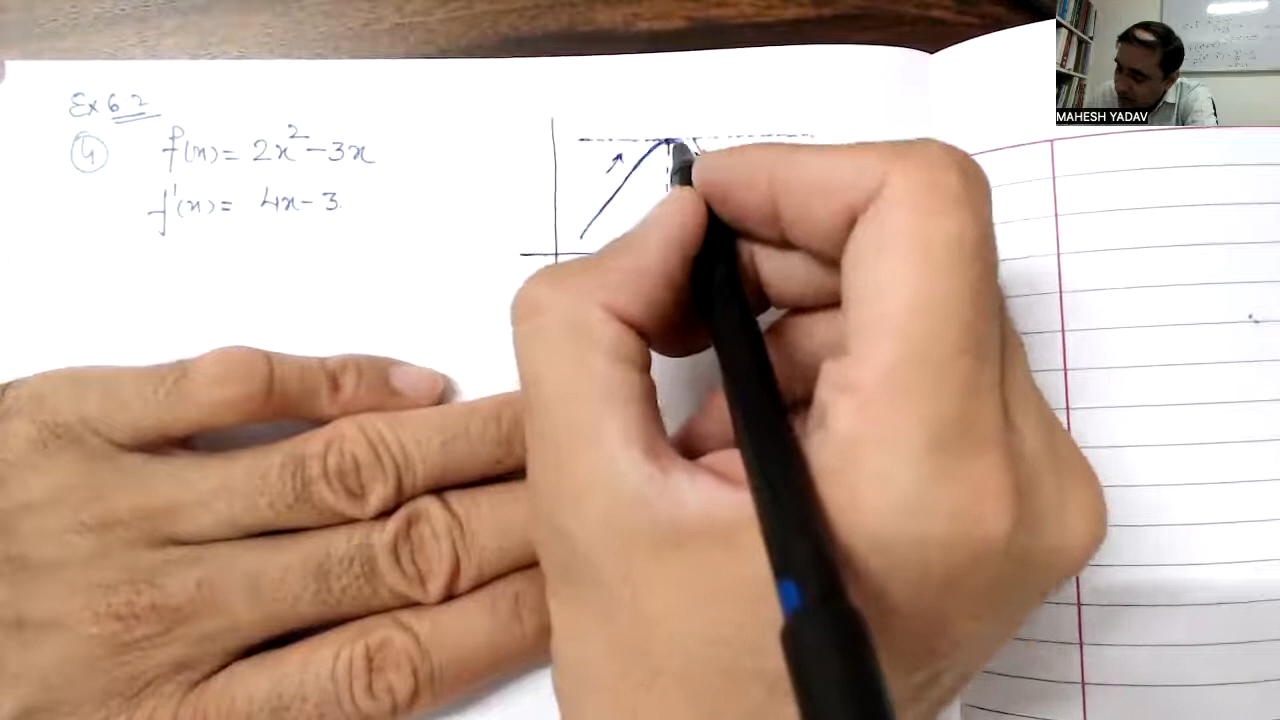 Ex 6.2
④ f(x) = 2x² - 3x
f'(x) = 4x - 3
MAHESH YADAV